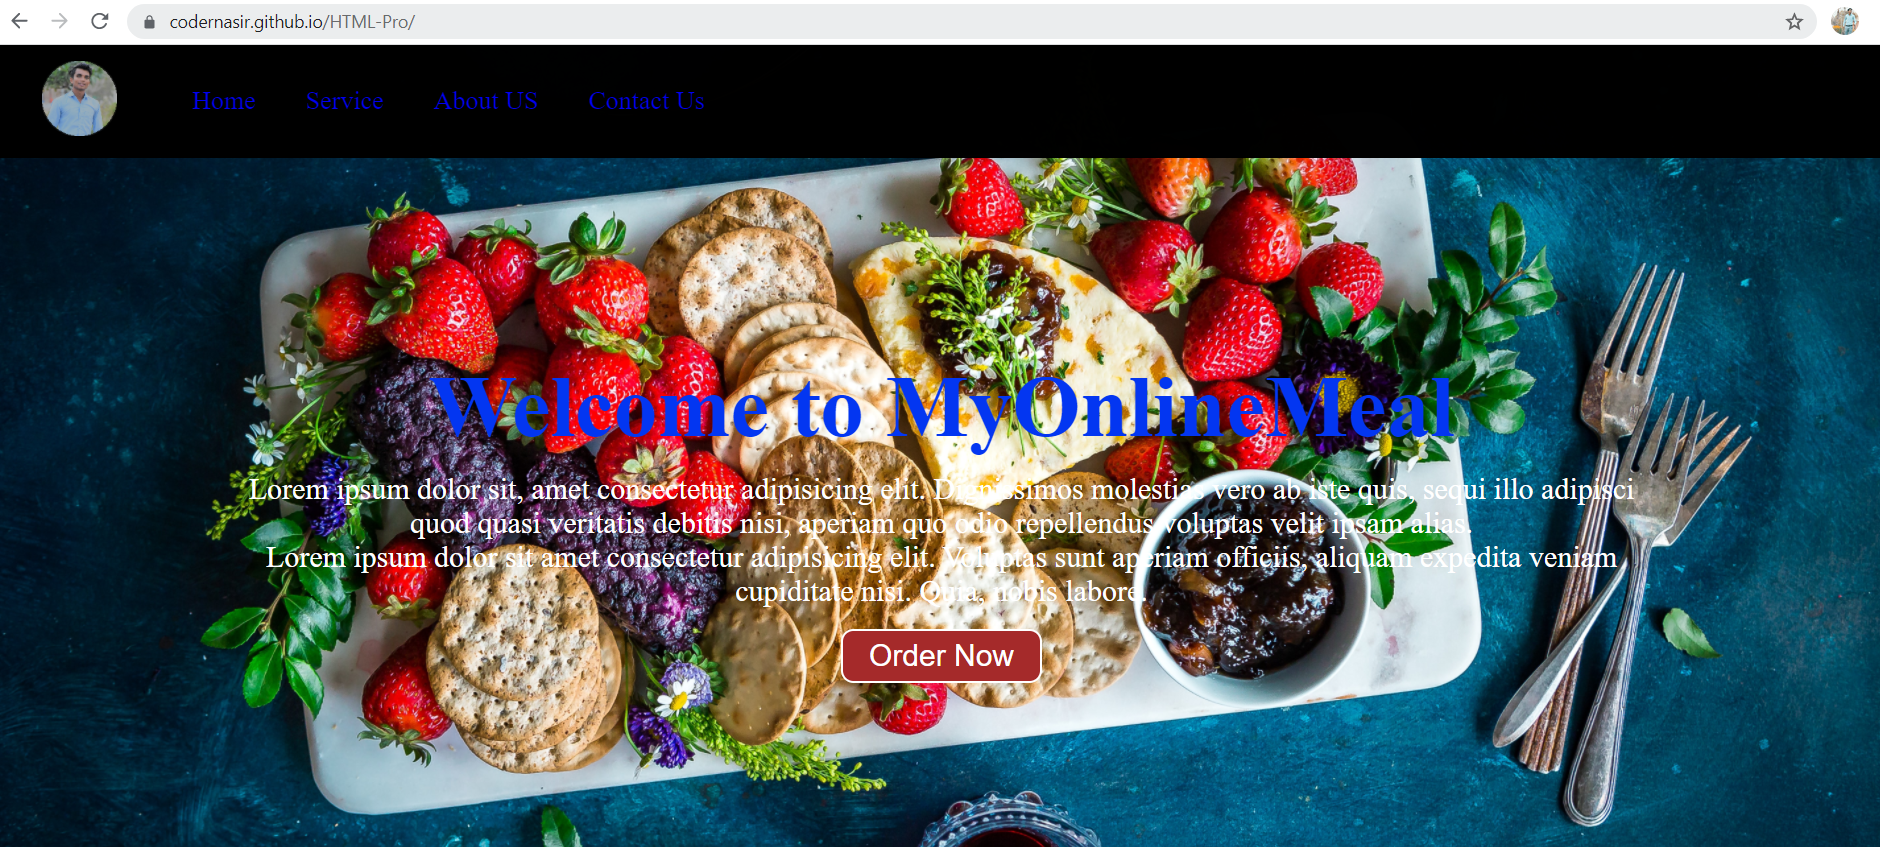 codernasir.github.io/HTML-Pro/
Home Service About US Contact Us
Welcome to MyOnlineMeal
Lorem ipsum dolor sit, amet consectetur adipisicing elit. Dignissimos molestias vero ab iste quis, sequi illo adipisci
quod quasi veritatis debitis nisi, aperiam quo odio repellendus voluptas velit ipsam alias.
Lorem ipsum dolor sit amet consectetur adipisicing elit. Voluptas sunt aperiam officiis, aliquam expedita veniam
cupiditate nisi. Quia, nobis labore.
Order Now